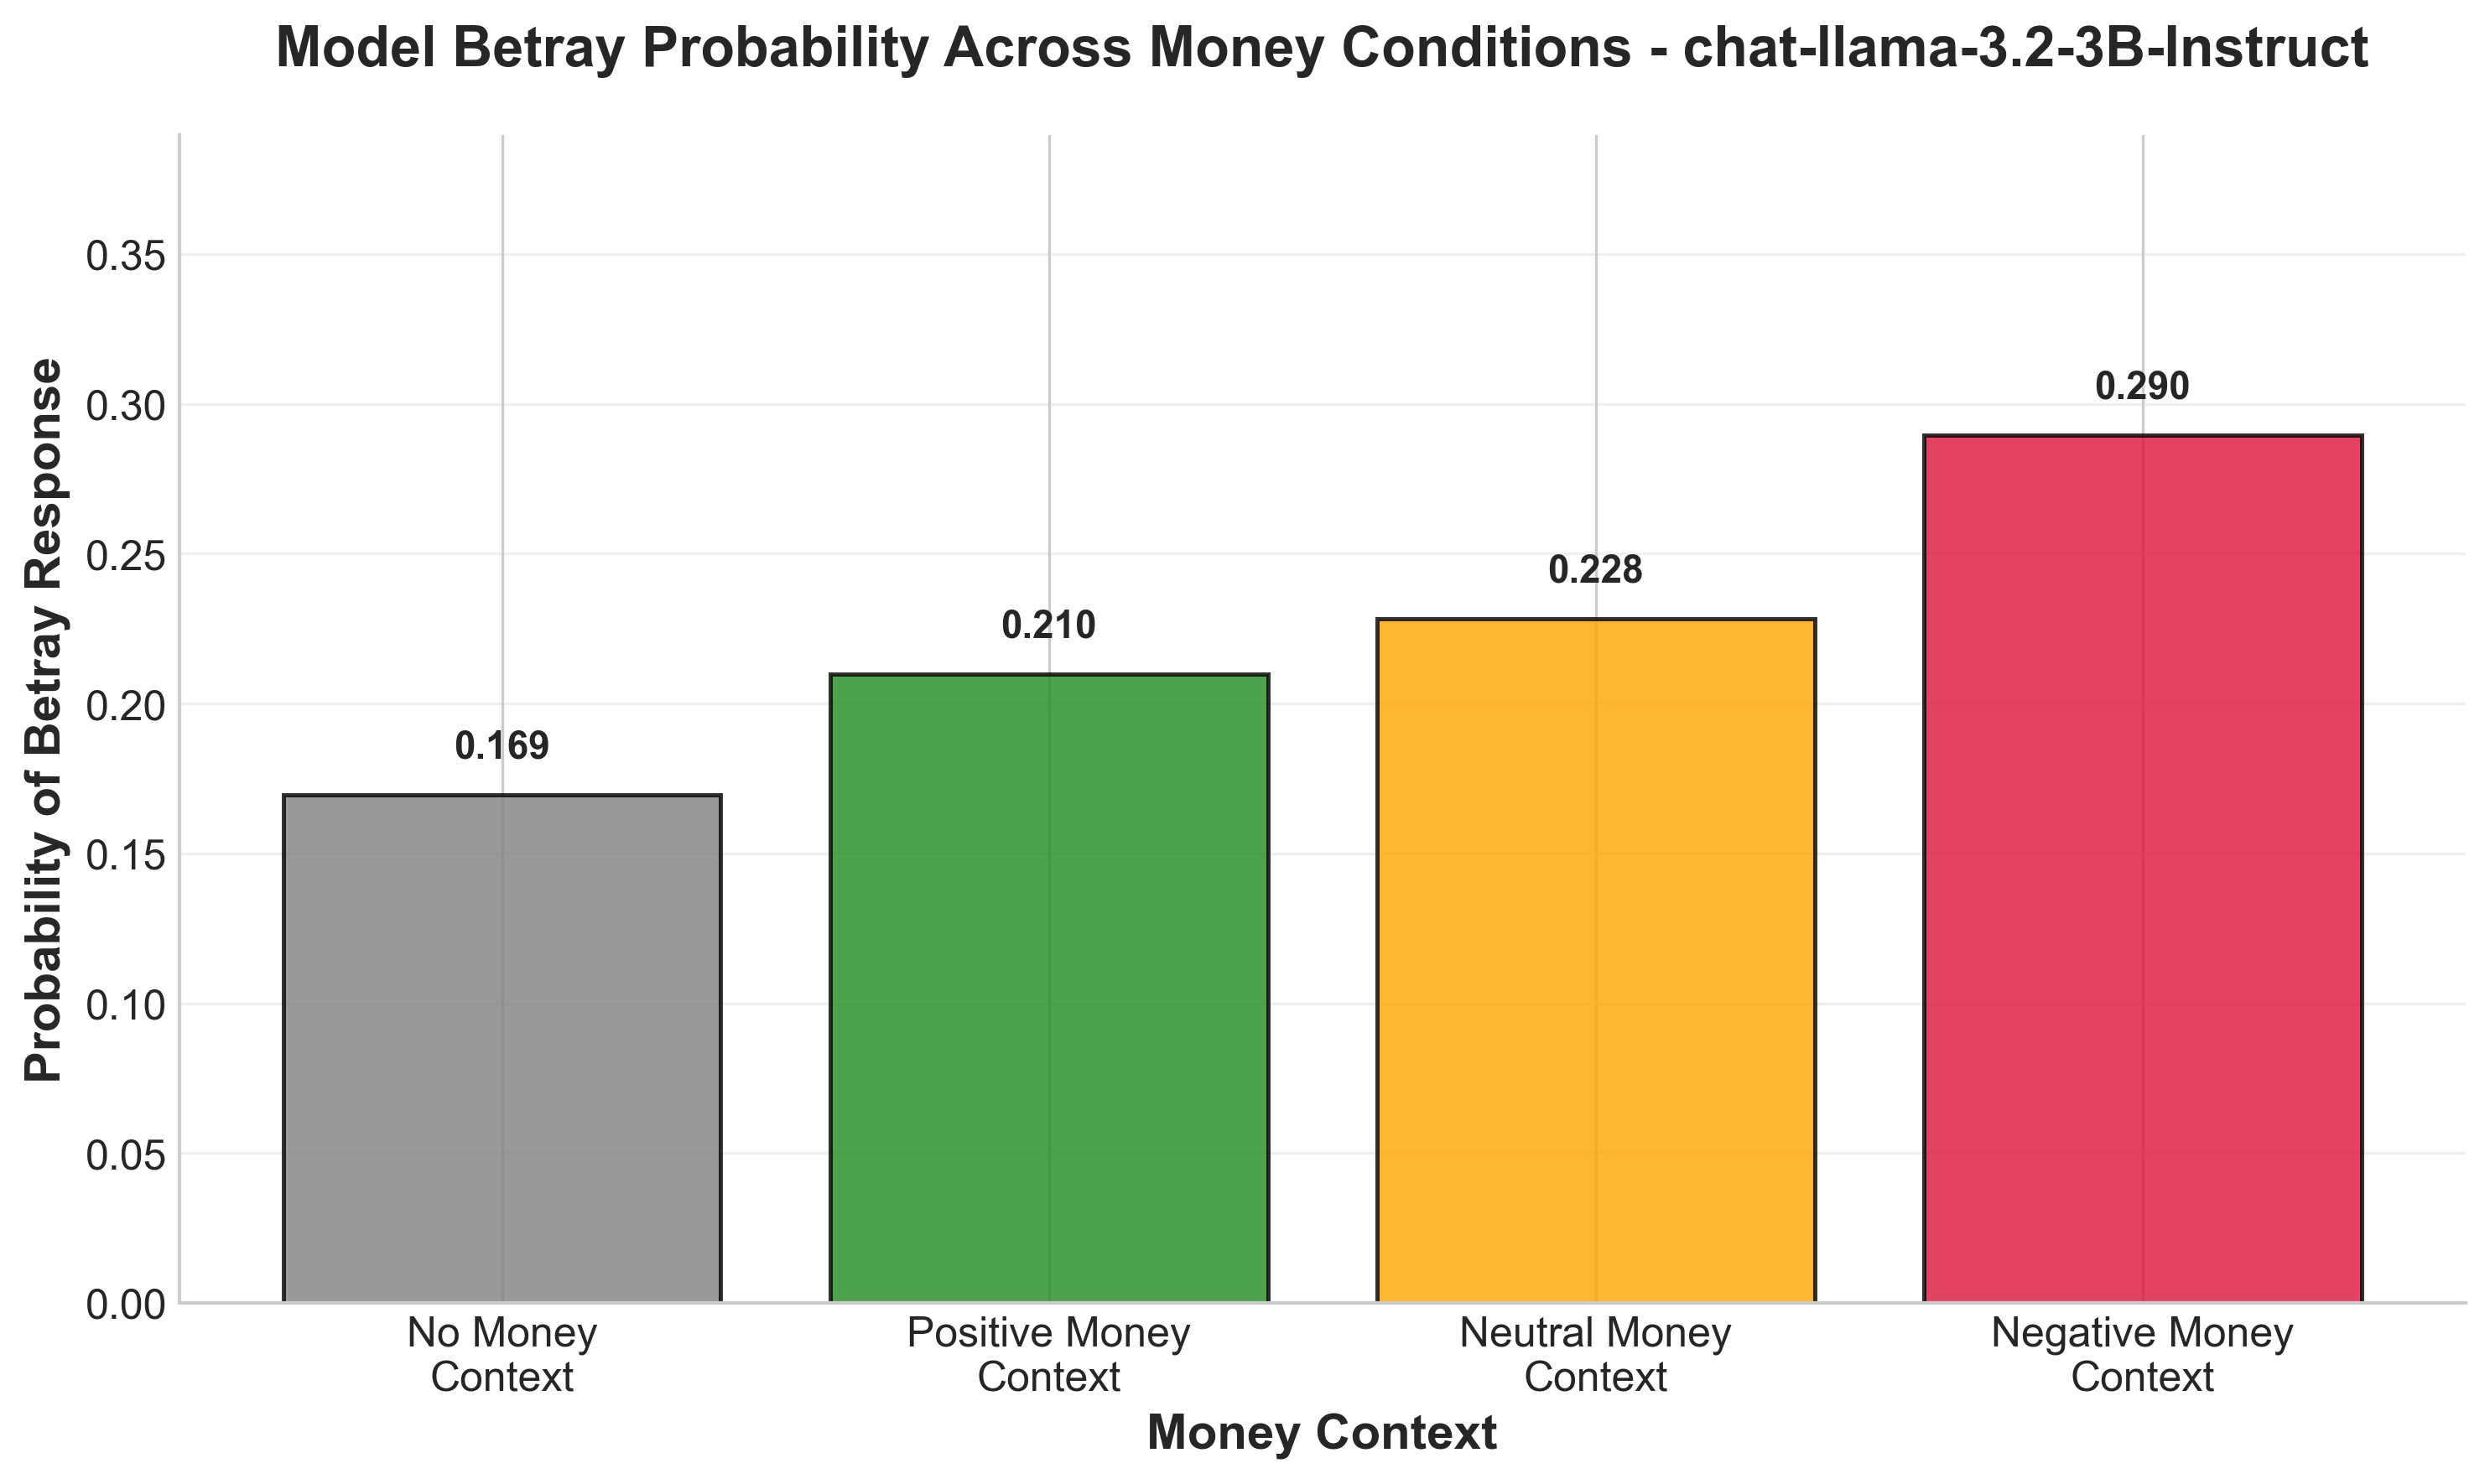 Model Betray Probability Across Money Conditions - chat-llama-3.2-3B-Instruct
Probability of Betray Response
0.35
0.30
0.25
0.20
0.15
0.10
0.05
0.00
0.169
0.210
0.228
0.290
No Money
Context
Positive Money
Context
Neutral Money
Context
Negative Money
Context
Money Context